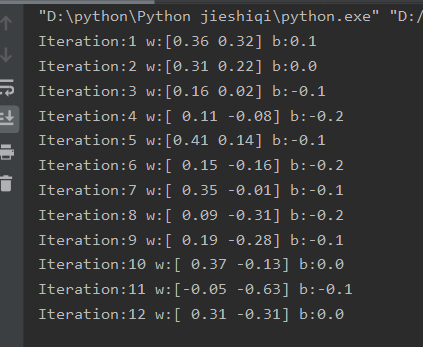 "D:\python\Python jieshiqi\python.exe" "D:/
Iteration:1 w:[0.36 0.32] b:0.1
Iteration:2 w:[0.31 0.22] b:0.0
Iteration:3 w:[0.16 0.02] b:-0.1
Iteration:4 w:[ 0.11 -0.08] b:-0.2
Iteration:5 w:[0.41 0.14] b:-0.1
Iteration:6 w:[ 0.15 -0.16] b:-0.2
Iteration:7 w:[ 0.35 -0.01] b:-0.1
Iteration:8 w:[ 0.09 -0.31] b:-0.2
Iteration:9 w:[ 0.19 -0.28] b:-0.1
Iteration:10 w:[ 0.37 -0.13] b:0.0
Iteration:11 w:[-0.05 -0.63] b:-0.1
Iteration:12 w:[ 0.31 -0.31] b:0.0